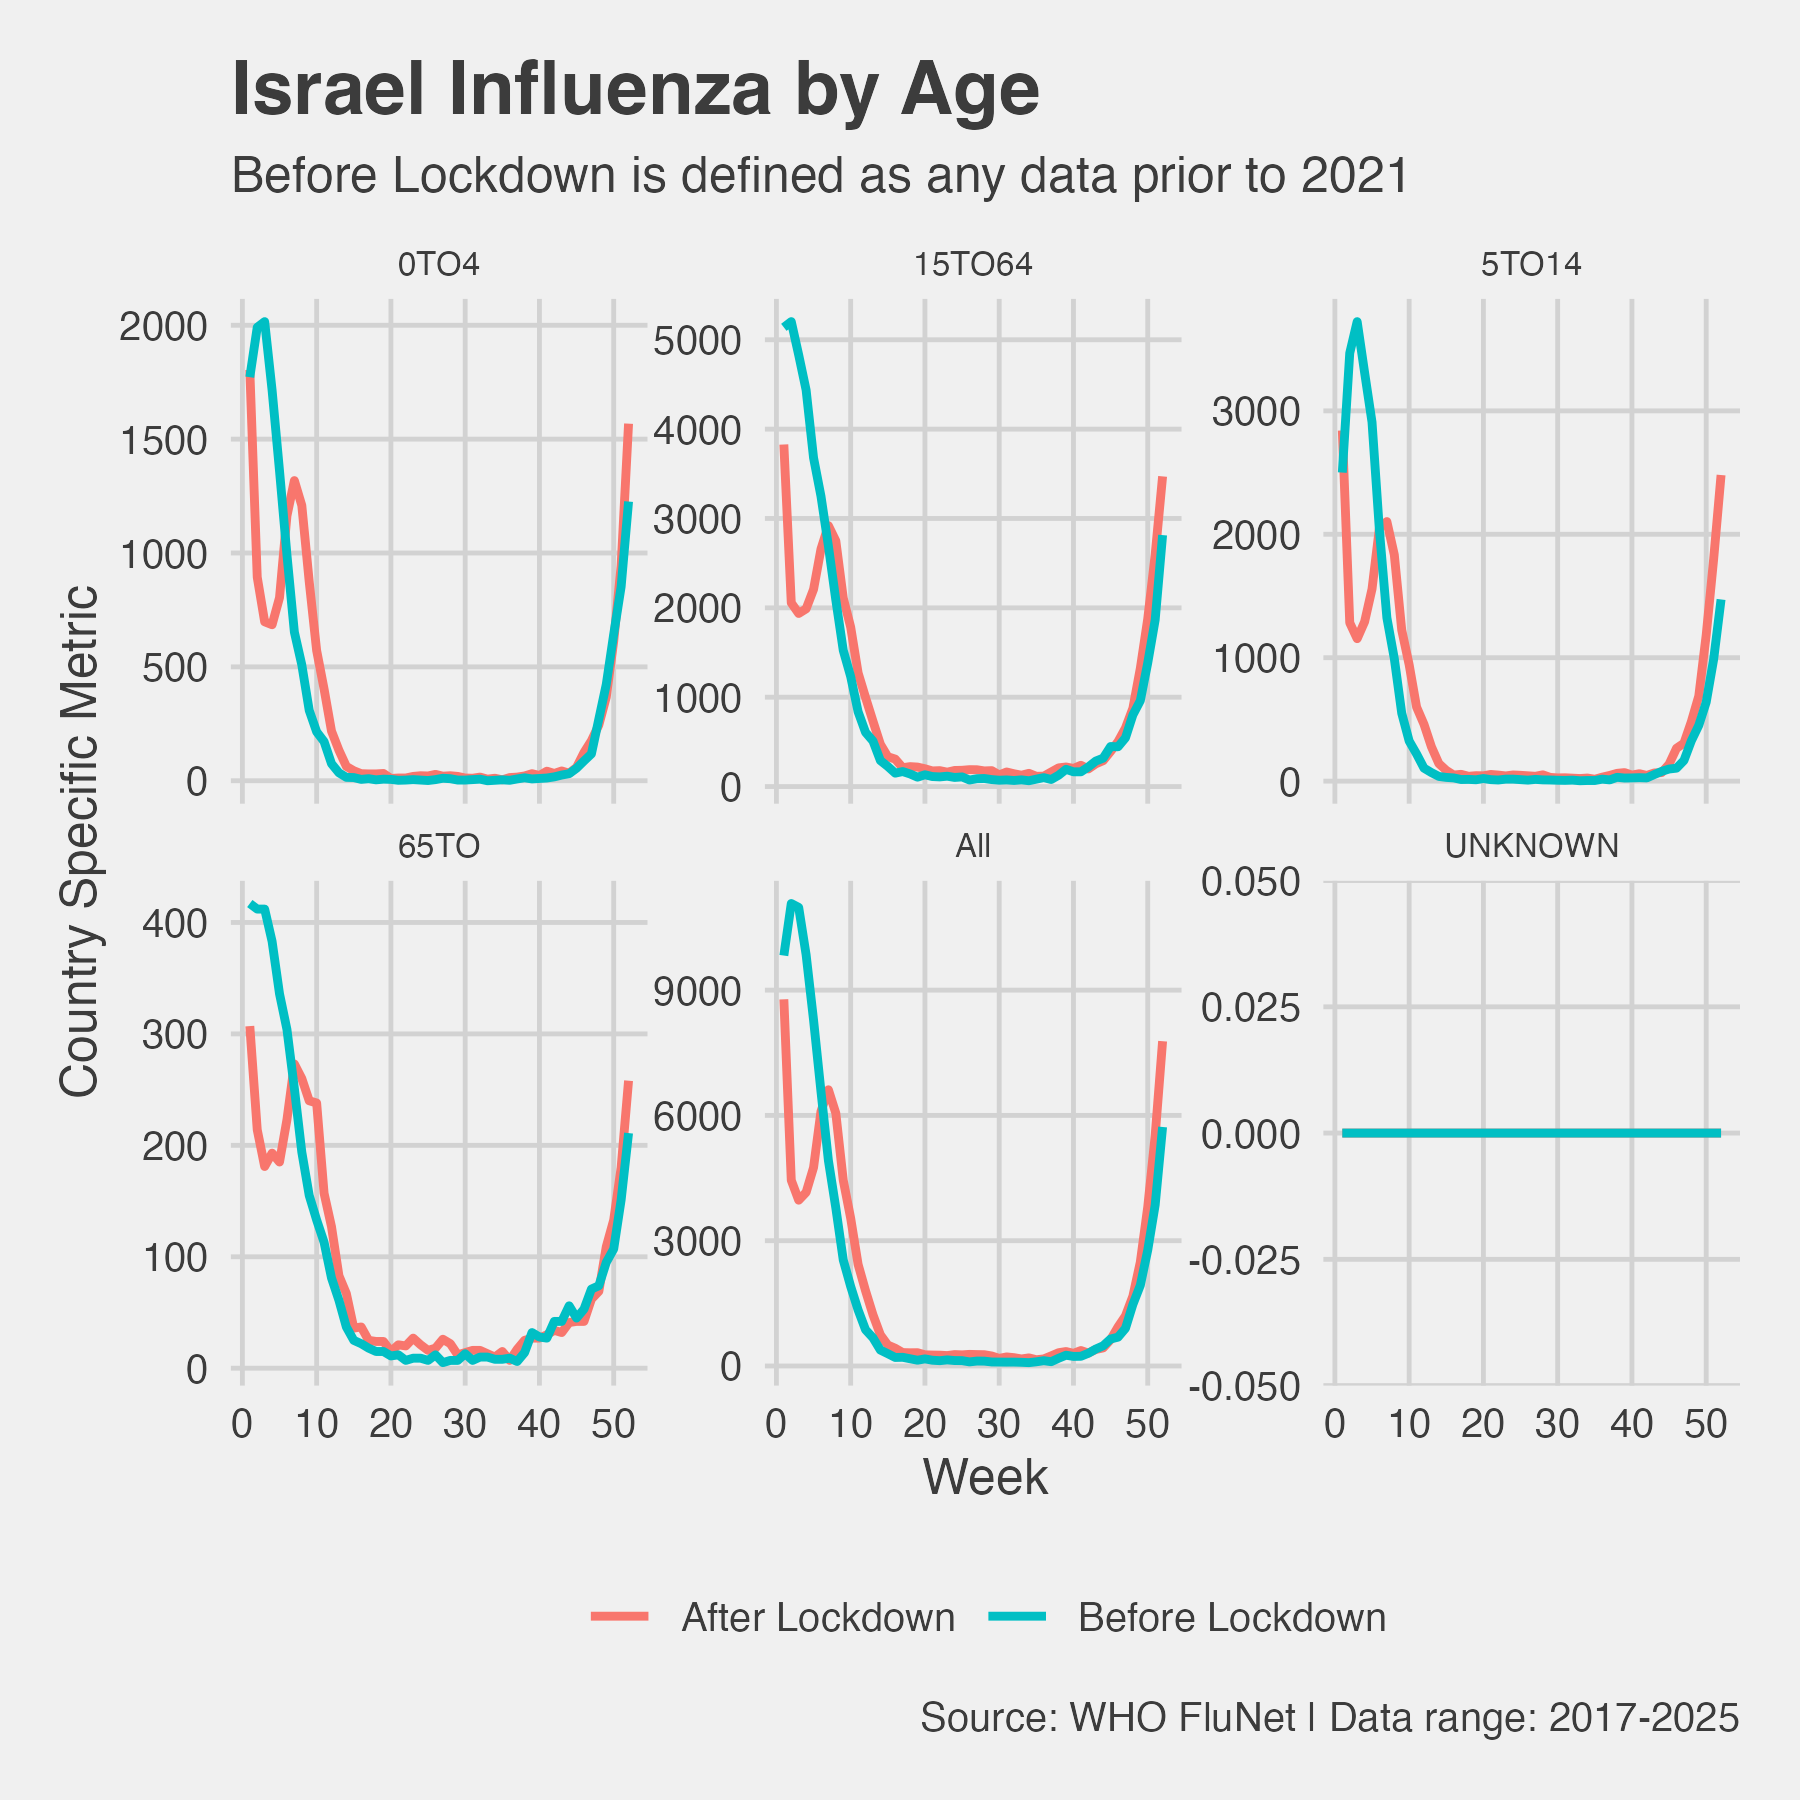 Israel Influenza by Age
Before Lockdown is defined as any data prior to 2021
0TO4
15TO64
5TO14
2000
1500
1000
500
0
5000
4000
3000
2000
1000
0
3000
2000
1000
0
Country Specific Metric
65TO
All
UNKNOWN
400
300
200
100
0
9000
6000
3000
0
0.050
0.025
0.000
-0.025
-0.050
0 10 20 30 40 50
0 10 20 30 40 50
0 10 20 30 40 50
Week
After Lockdown Before Lockdown
Source: WHO FluNet | Data range: 2017-2025